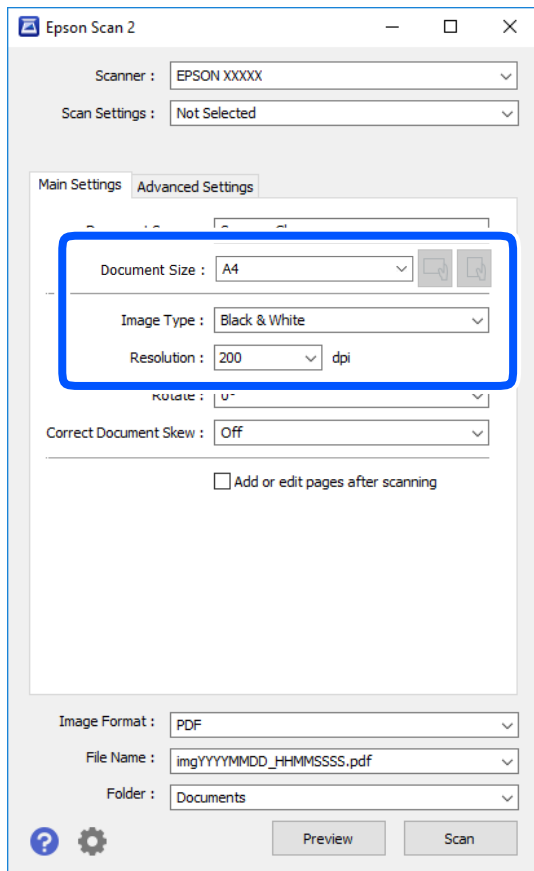 Epson Scan 2
Scanner : EPSON XXXXX
Scan Settings : Not Selected
Main Settings Advanced Settings
Document Size : A4
Image Type : Black & White
Resolution : 200 dpi
Rotate : 0°
Correct Document Skew : Off
Add or edit pages after scanning
Image Format : PDF
File Name : imgYYYYMMDD_HHMMSSSS.pdf
Folder : Documents
? Preview Scan